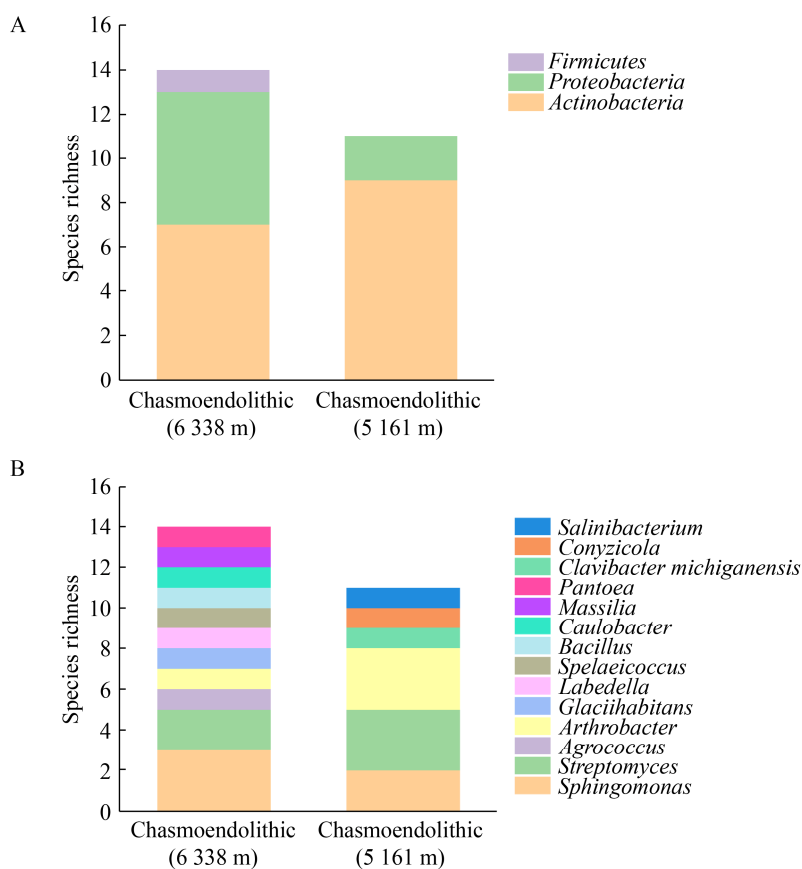 A
Species richness
16
14
12
10
8
6
4
2
0
Chasmoendolithic
(6 338 m)
Chasmoendolithic
(5 161 m)
Firmicutes
Proteobacteria
Actinobacteria
B
Species richness
16
14
12
10
8
6
4
2
0
Chasmoendolithic
(6 338 m)
Chasmoendolithic
(5 161 m)
Salinibacterium
Conyzicola
Clavibacter michiganensis
Pantoea
Massilia
Caulobacter
Bacillus
Spelaeicoccus
Labedella
Glaciihabitans
Arthrobacter
Agrococcus
Streptomyces
Sphingomonas